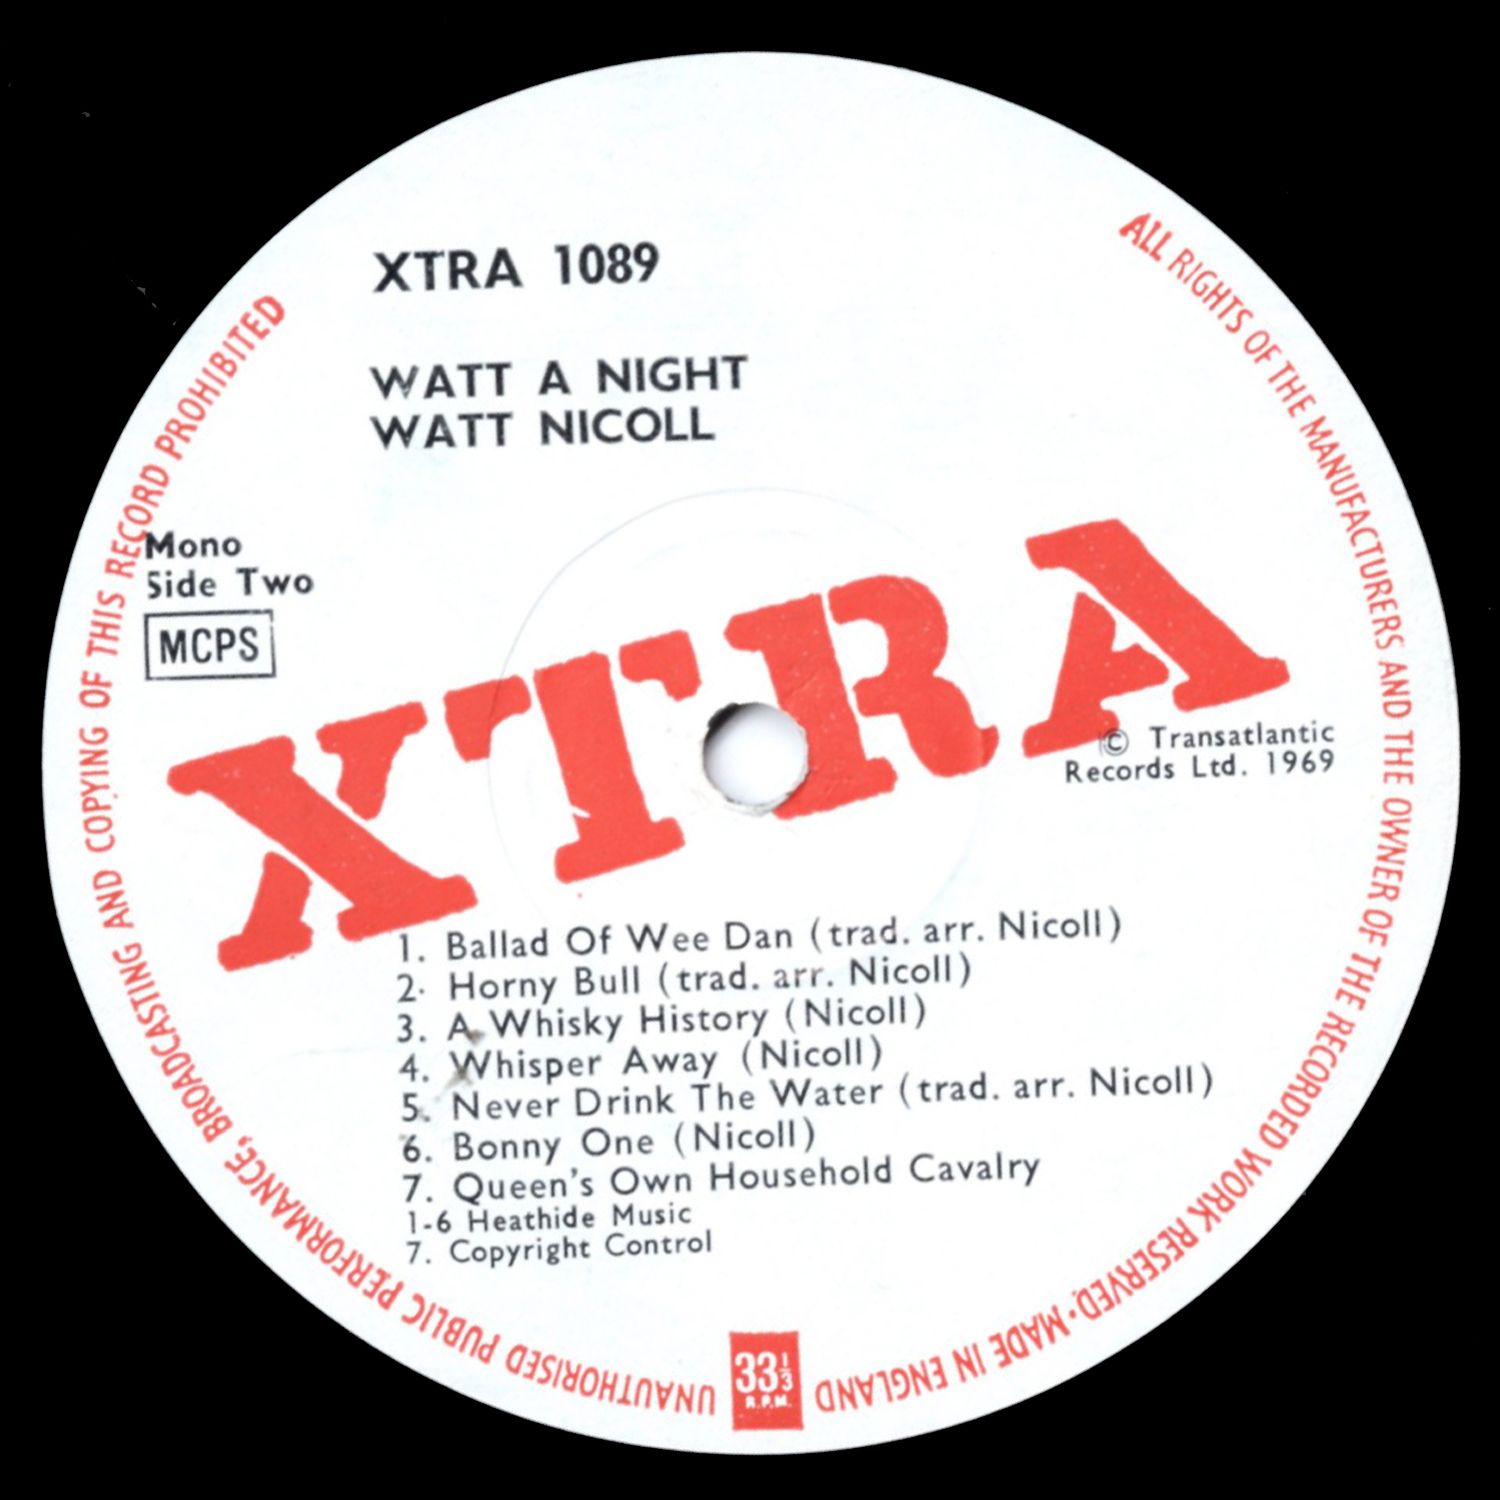 XTRA 1089
WATT A NIGHT
WATT NICOLL
Mono
Side Two
MCPS
XTRA
© Transatlantic
Records Ltd. 1969
1. Ballad Of Wee Dan (trad. arr. Nicoll)
2. Horny Bull (trad. arr. Nicoll)
3. A Whisky History (Nicoll)
4. Whisper Away (Nicoll)
5. Never Drink The Water (trad. arr. Nicoll)
6. Bonny One (Nicoll)
7. Queen's Own Household Cavalry
1-6 Heathide Music
7. Copyright Control
ALL RIGHTS OF THE MANUFACTURERS AND THE OWNER OF THE RECORDED WORK RESERVED·MADE IN ENGLAND
33⅓
R.P.M.
UNAUTHORISED PUBLIC PERFORMANCE, BROADCASTING AND COPYING OF THIS RECORD PROHIBITED